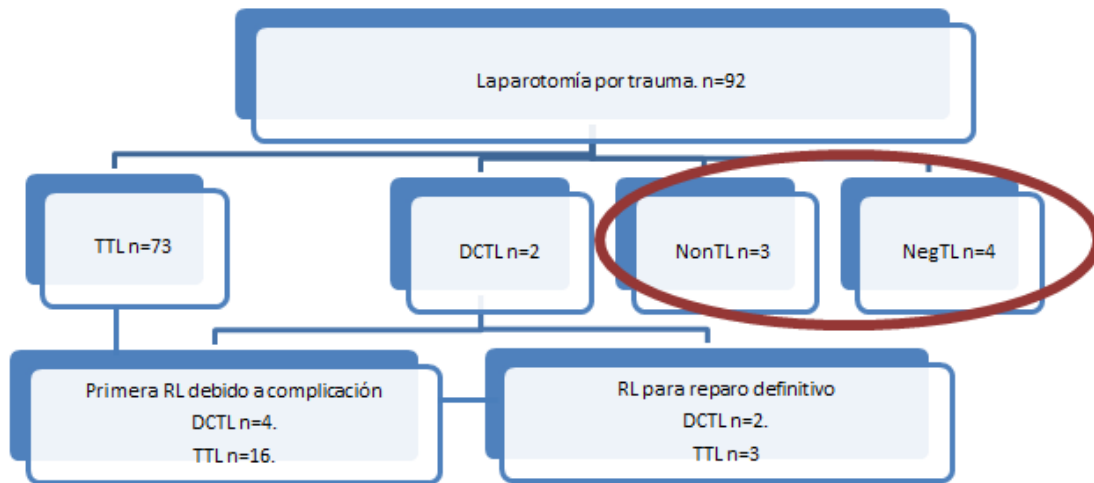 Laparotomía por trauma. n=92
TTL n=73
DCTL n=2
NonTL n=3
NegTL n=4
Primera RL debido a complicación
DCTL n=4.
TTL n=16.
RL para reparo definitivo
DCTL n=2.
TTL n=3